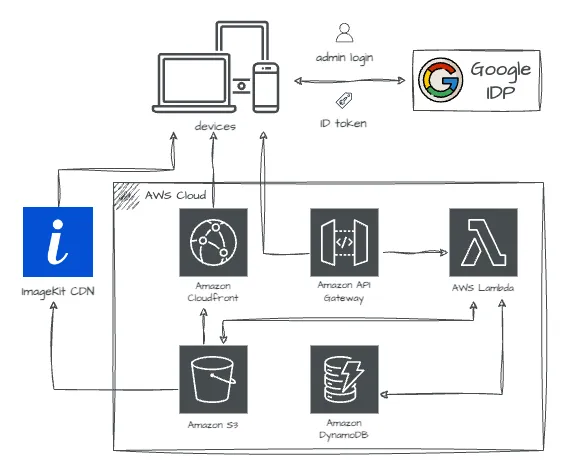 admin login
Google
IDP
devices
ID token
AWS Cloud
i
ImageKit CDN
Amazon
Cloudfront
</>
Amazon API
Gateway
AWS Lambda
Amazon S3
Amazon
DynamoDB